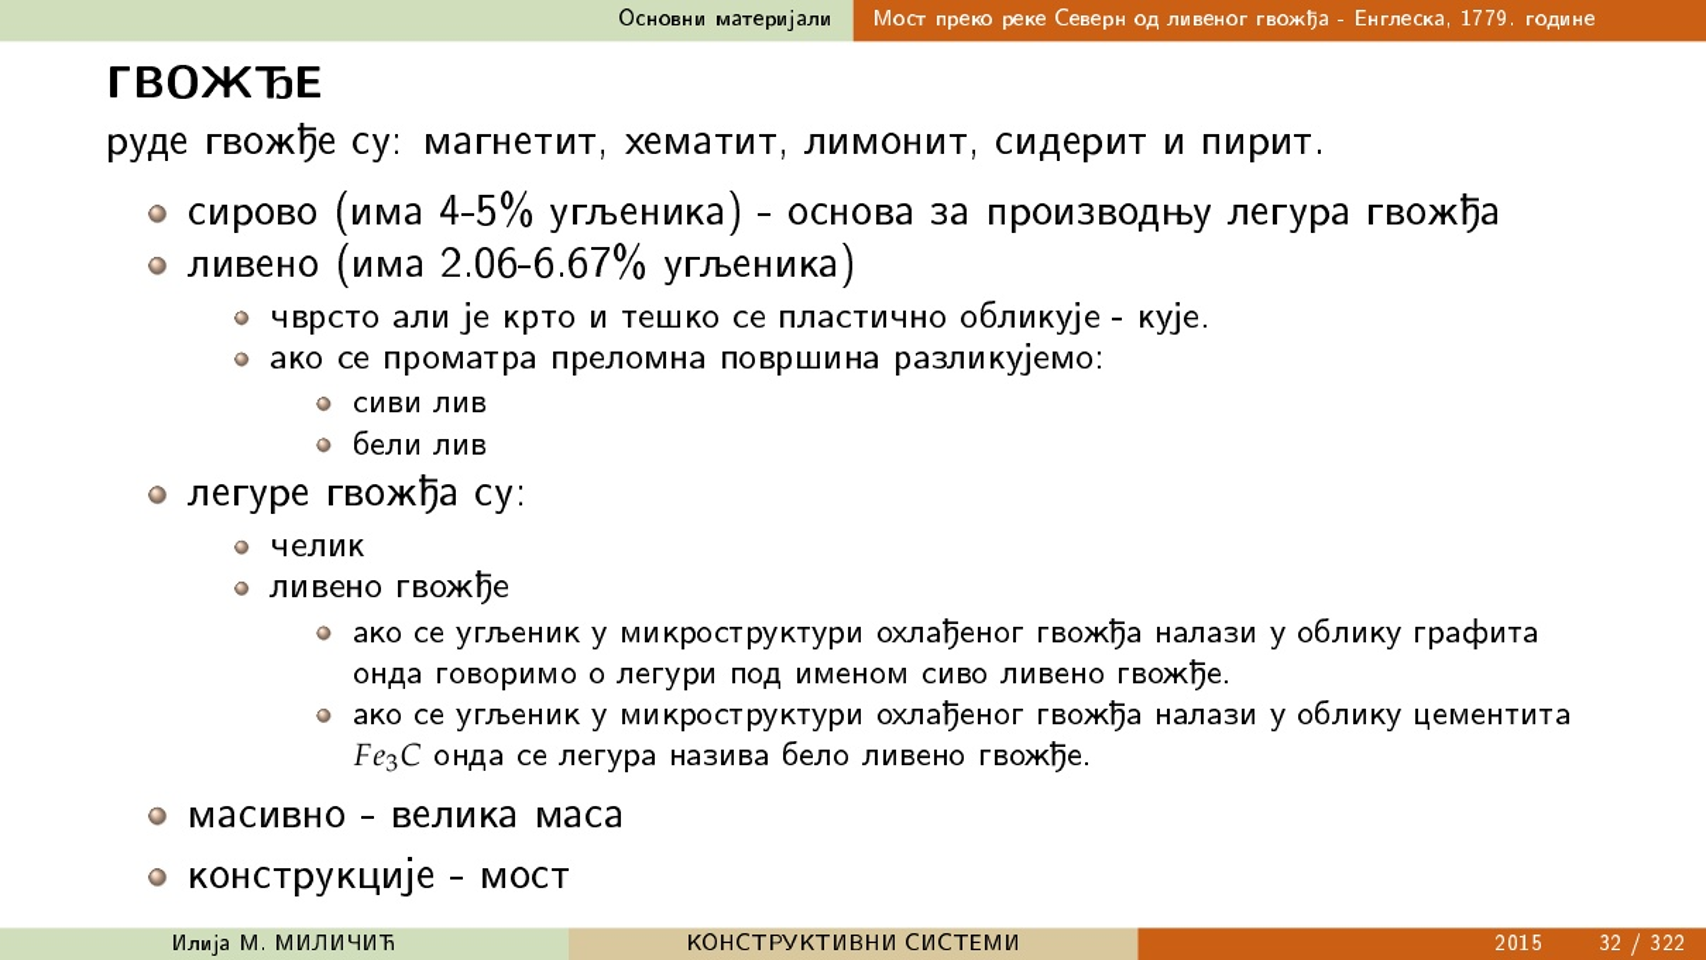 Основни материјали
Мост преко реке Северн од ливеног гвожђа - Енглеска, 1779. године
ГВОЖЂЕ
руде гвожђе су: магнетит, хематит, лимонит, сидерит и пирит.
сирово (има 4-5% угљеника) - основа за производњу легура гвожђа
ливено (има 2.06-6.67% угљеника)
чврсто али је крто и тешко се пластично обликује - кује.
ако се проматра преломна површина разликујемо:
сиви лив
бели лив
легуре гвожђа су:
челик
ливено гвожђе
ако се угљеник у микроструктури охлађеног гвожђа налази у облику графита
онда говоримо о легури под именом сиво ливено гвожђе.
ако се угљеник у микроструктури охлађеног гвожђа налази у облику цементита
Fe₃C онда се легура назива бело ливено гвожђе.
масивно - велика маса
конструкције - мост
Илија М. МИЛИЧИЋ
КОНСТРУКТИВНИ СИСТЕМИ
2015 32 / 322